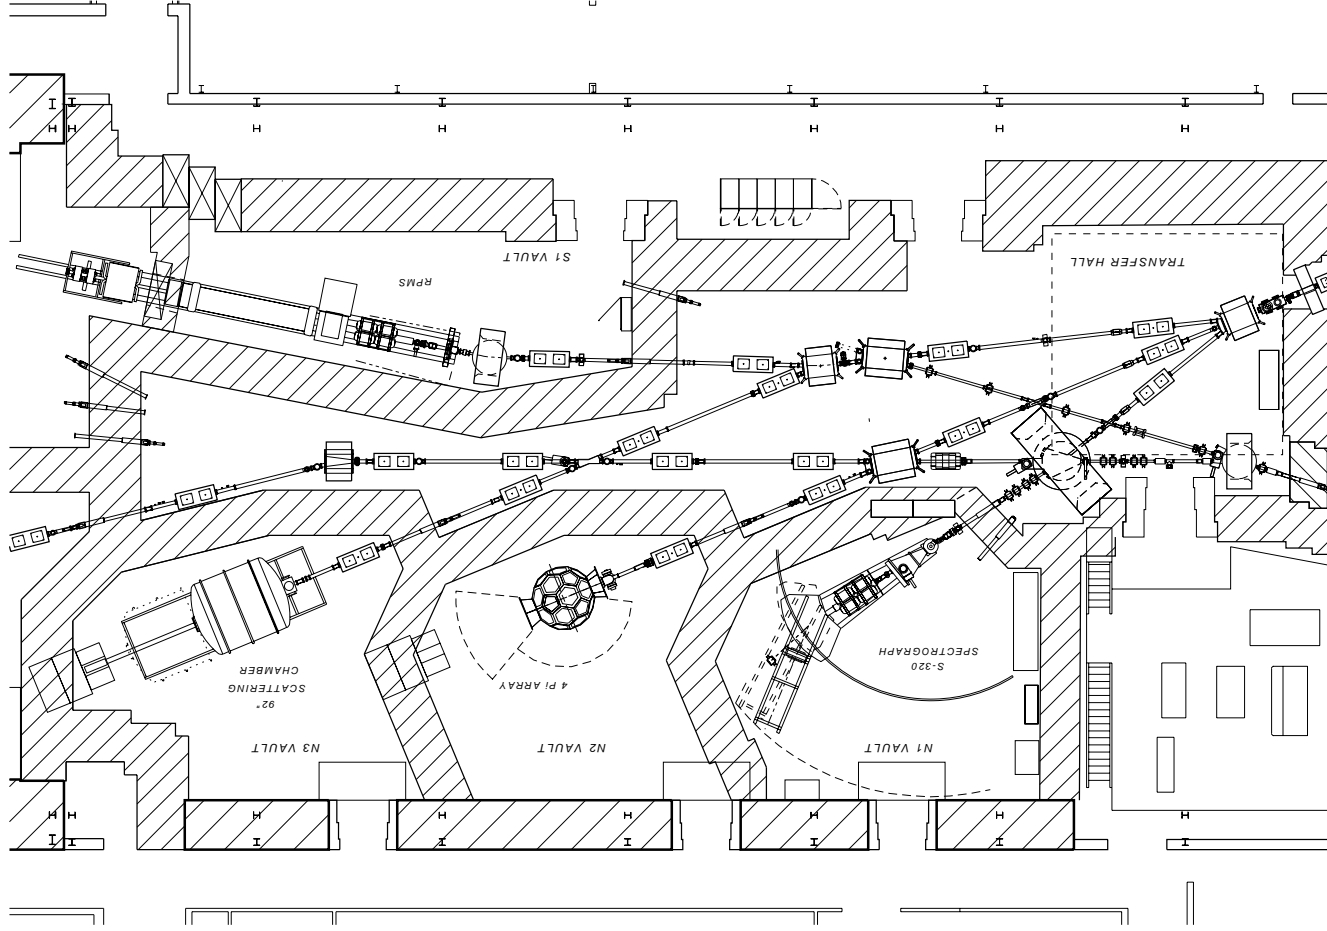 S1 VAULT
RPMS
TRANSFER HALL
92"
SCATTERING
CHAMBER
4 Pi ARRAY
S-320
SPECTROGRAPH
N3 VAULT
N2 VAULT
N1 VAULT